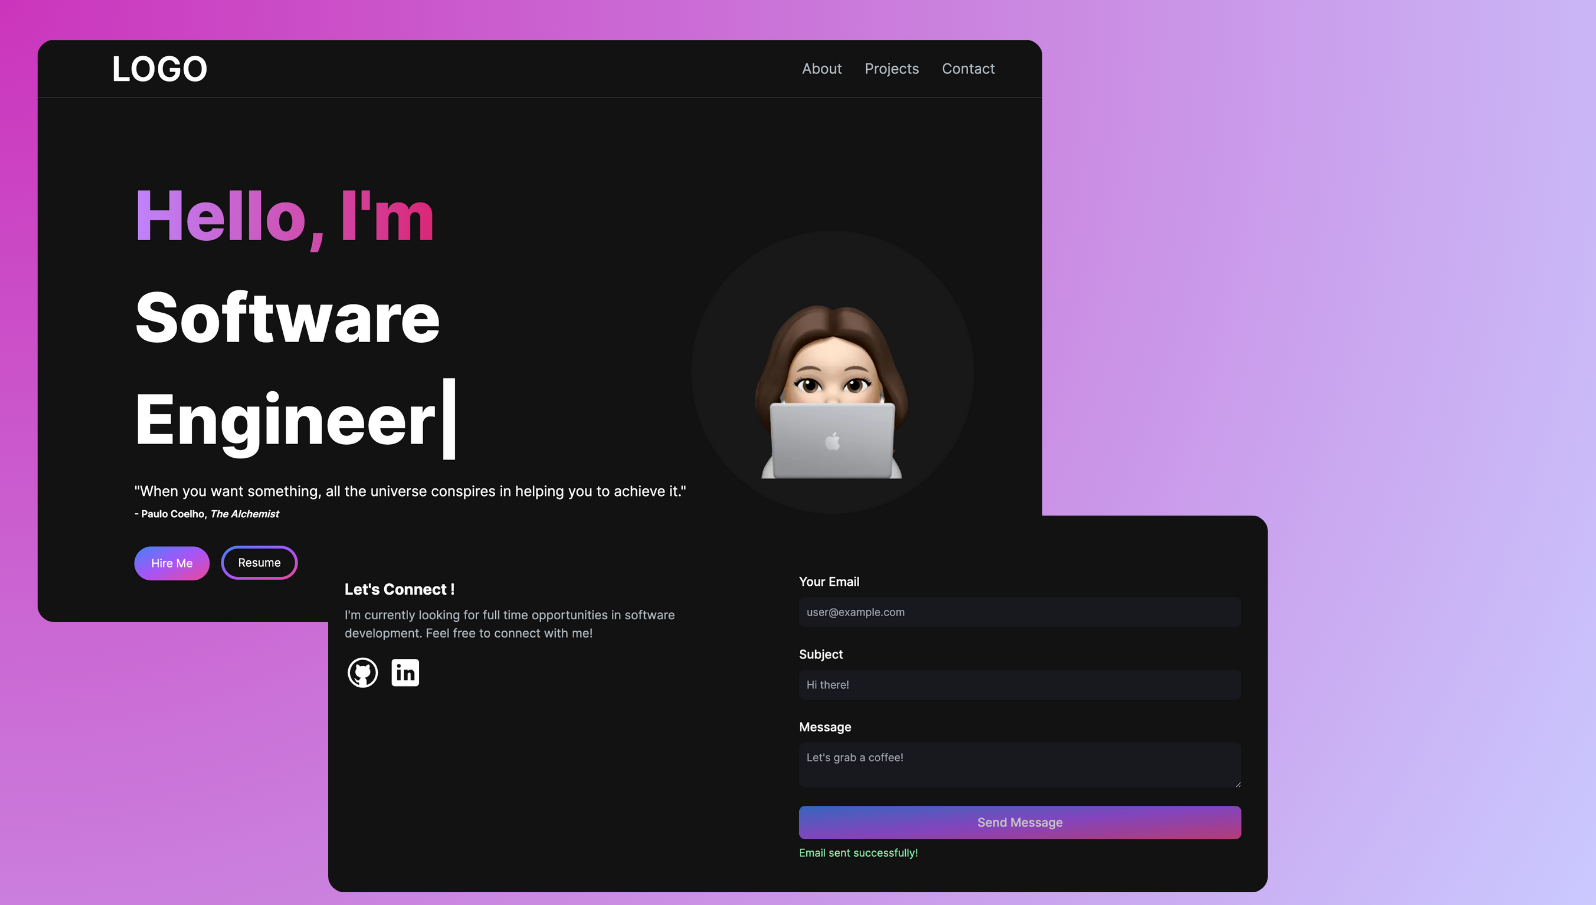 LOGO
About Projects Contact
Hello, I'm
Software
Engineer|
"When you want something, all the universe conspires in helping you to achieve it."
- Paulo Coelho, The Alchemist
Hire Me Resume
Let's Connect !
I'm currently looking for full time opportunities in software
development. Feel free to connect with me!
in
Your Email
user@example.com
Subject
Hi there!
Message
Let's grab a coffee!
Send Message
Email sent successfully!